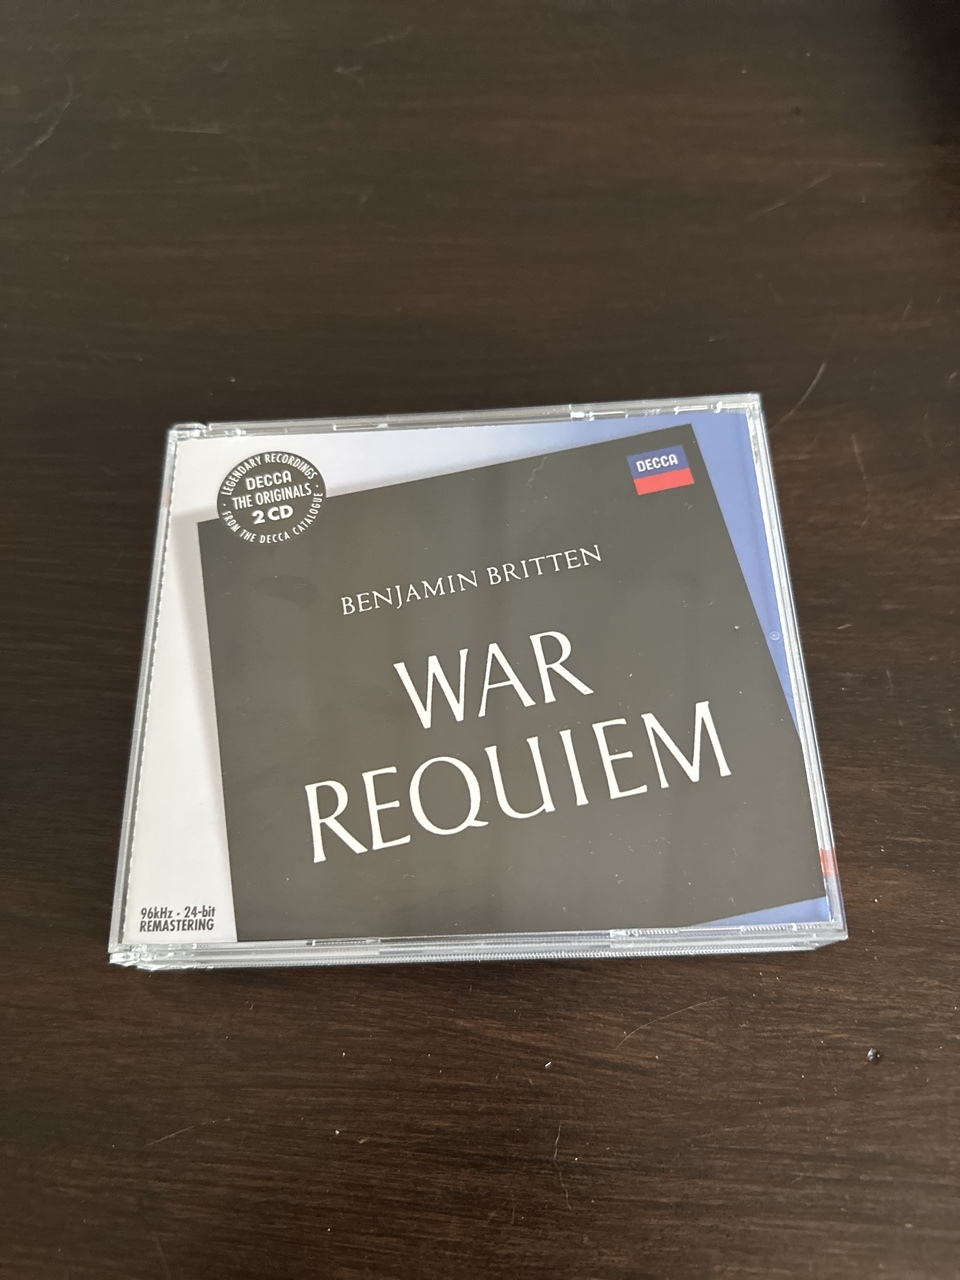 LEGENDARY RECORDINGS
DECCA
THE ORIGINALS
2 CD
FROM THE DECCA CATALOGUE
DECCA
BENJAMIN BRITTEN
WAR
REQUIEM
96kHz · 24-bit
REMASTERING